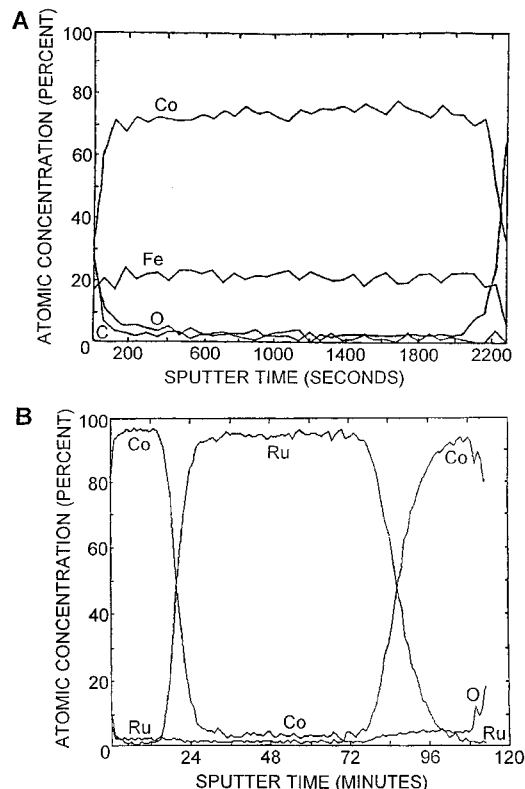 A
ATOMIC CONCENTRATION (PERCENT)
100
80
60
40
20
0
Co
Fe
O
C
200 600 1000 1400 1800 2200
SPUTTER TIME (SECONDS)
B
ATOMIC CONCENTRATION (PERCENT)
100
80
60
40
20
0
Co
Ru
Co
Ru
Co
O
Ru
24 48 72 96 120
SPUTTER TIME (MINUTES)